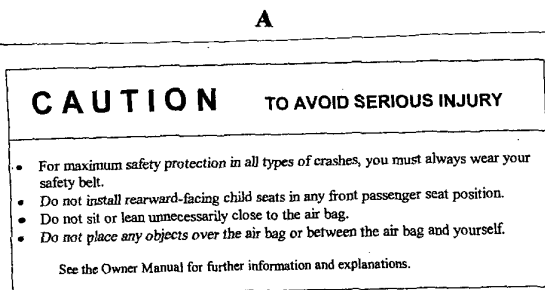 A
CAUTION TO AVOID SERIOUS INJURY
• For maximum safety protection in all types of crashes, you must always wear your
safety belt.
• Do not install rearward-facing child seats in any front passenger seat position.
• Do not sit or lean unnecessarily close to the air bag.
• Do not place any objects over the air bag or between the air bag and yourself.
See the Owner Manual for further information and explanations.